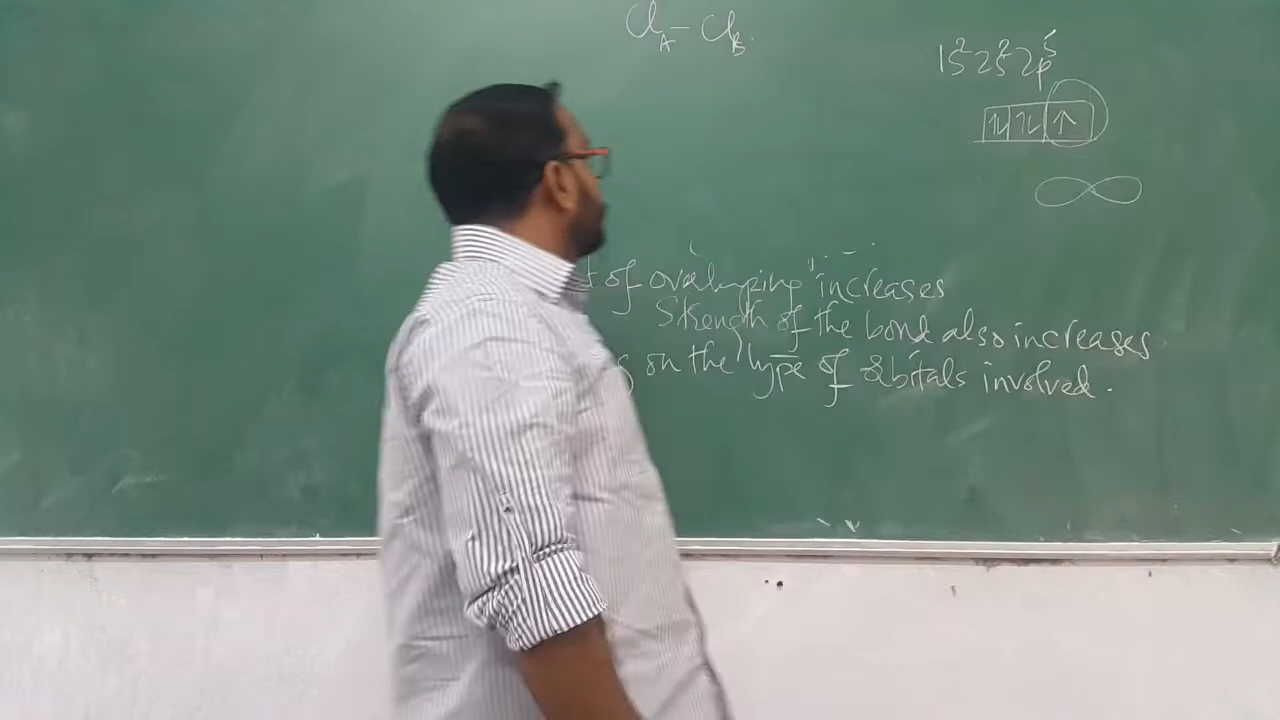 Cl_A - Cl_B
1s² 2s² 2p⁵
↑↓ ↑↓ ↑
of overlaping increases
Strength of the bond also increases
on the type of orbitals involved.